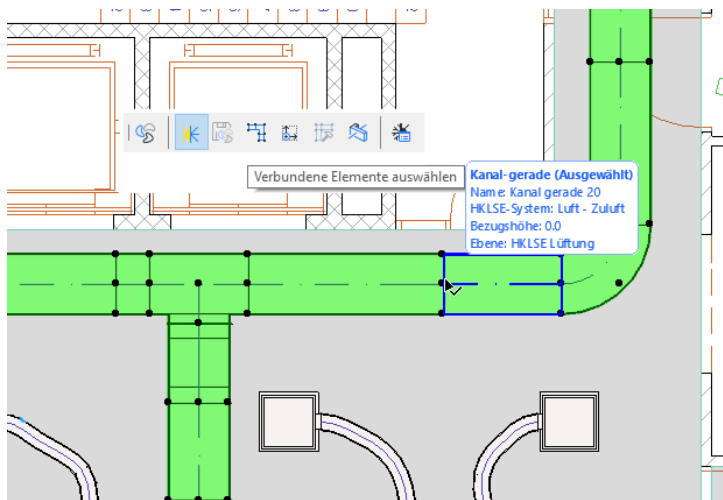 Verbundene Elemente auswählen
Kanal-gerade (Ausgewählt)
Name: Kanal gerade 20
HKLSE-System: Luft - Zuluft
Bezugshöhe: 0.0
Ebene: HKLSE Lüftung